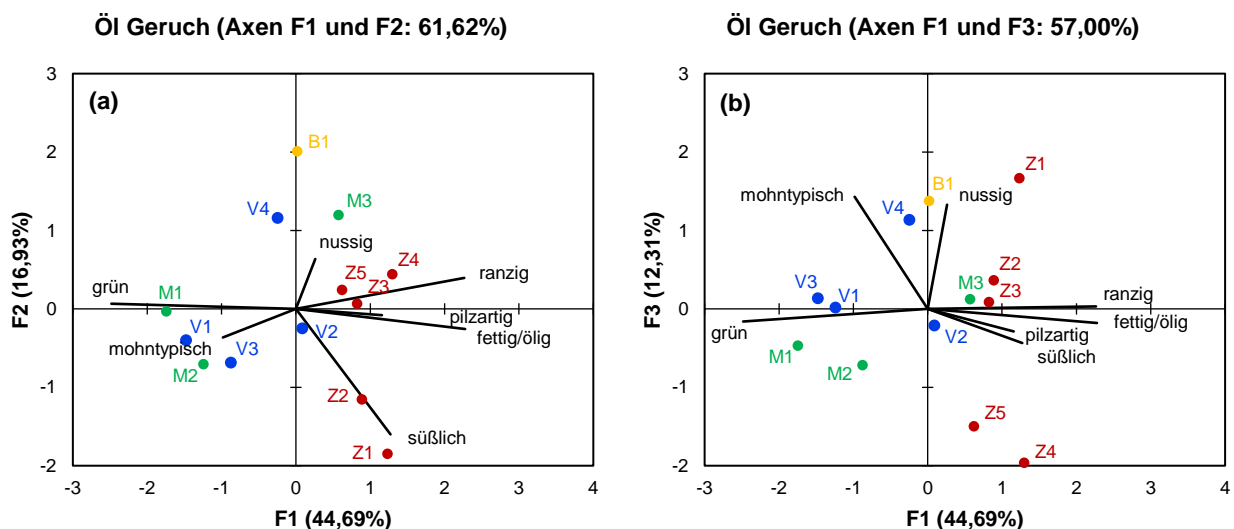 Öl Geruch (Axen F1 und F2: 61,62%)
3
(a)
2
B1
V4
M3
1
nussig
Z4
Z5
ranzig
grün
Z3
M1
0
pilzartig
V1
V2
fettig/ölig
mohntypisch
V3
M2
-1
Z2
süßlich
Z1
-2
-3 -2 -1 0 1 2 3 4
F1 (44,69%)
F2 (16,93%)
Öl Geruch (Axen F1 und F3: 57,00%)
3
(b)
2
Z1
B1
mohntypisch
nussig
V4
1
Z2
V3
M3
V1
Z3
ranzig
0
fettig/ölig
grün
V2
pilzartig
süßlich
M1
M2
-1
Z5
Z4
-2
-3 -2 -1 0 1 2 3 4
F1 (44,69%)
F3 (12,31%)